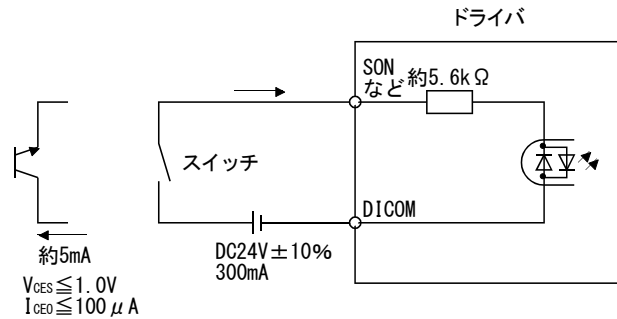 ドライバ
SON
など
約5.6kΩ
スイッチ
DICOM
約5mA
DC24V±10%
300mA
VCES≦1.0V
ICEO≦100μA